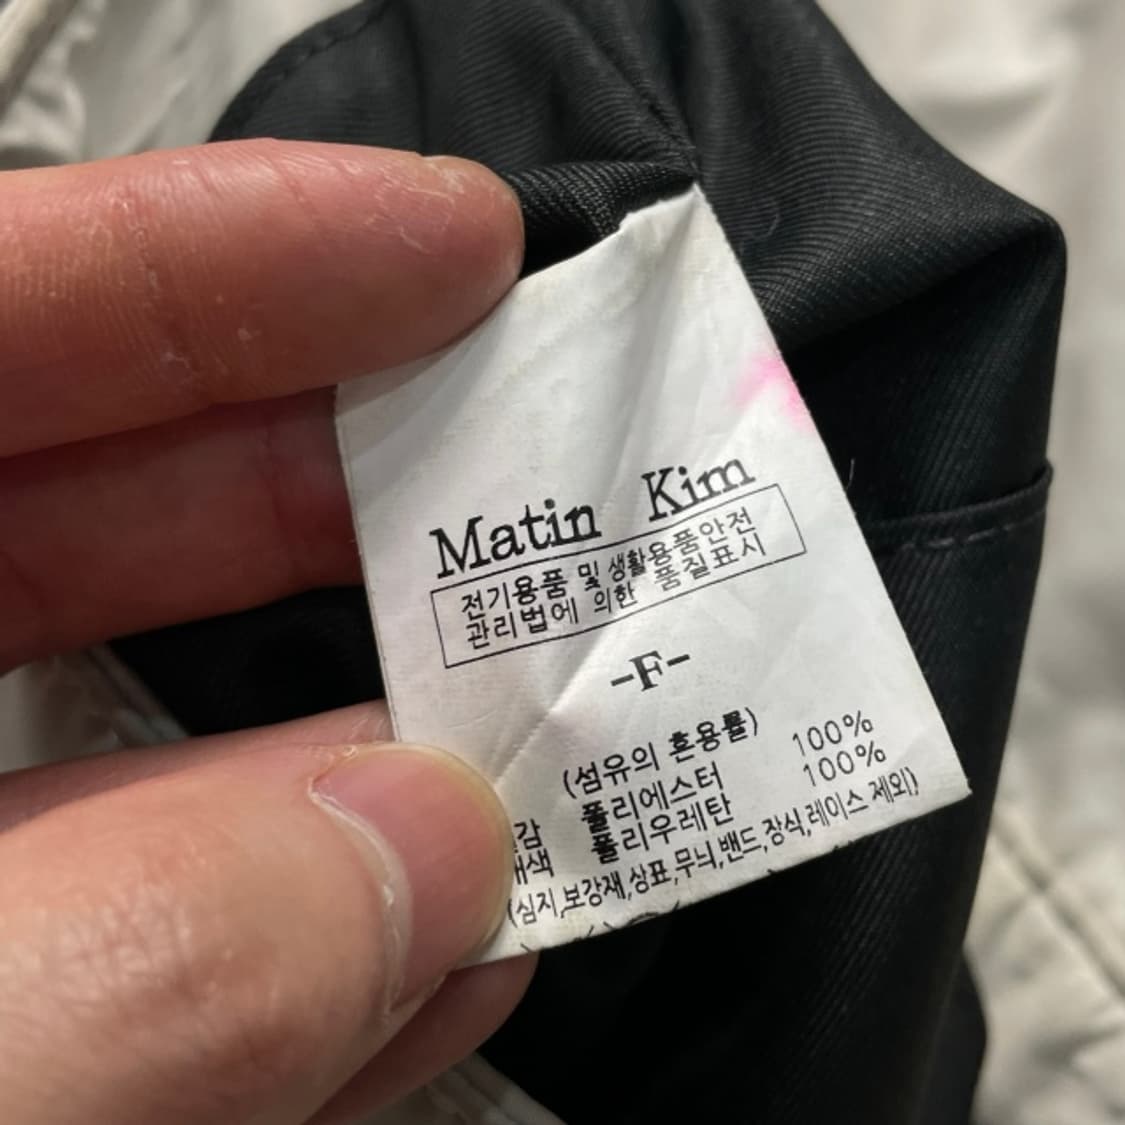 Matin Kim
전기용품 및 생활용품안전
관리법에 의한 품질표시
-F-
(섬유의 혼용률)
감 폴리에스터 100%
색 폴리우레탄 100%
(심지,보강재,상표,무늬,밴드,장식,레이스 제외)